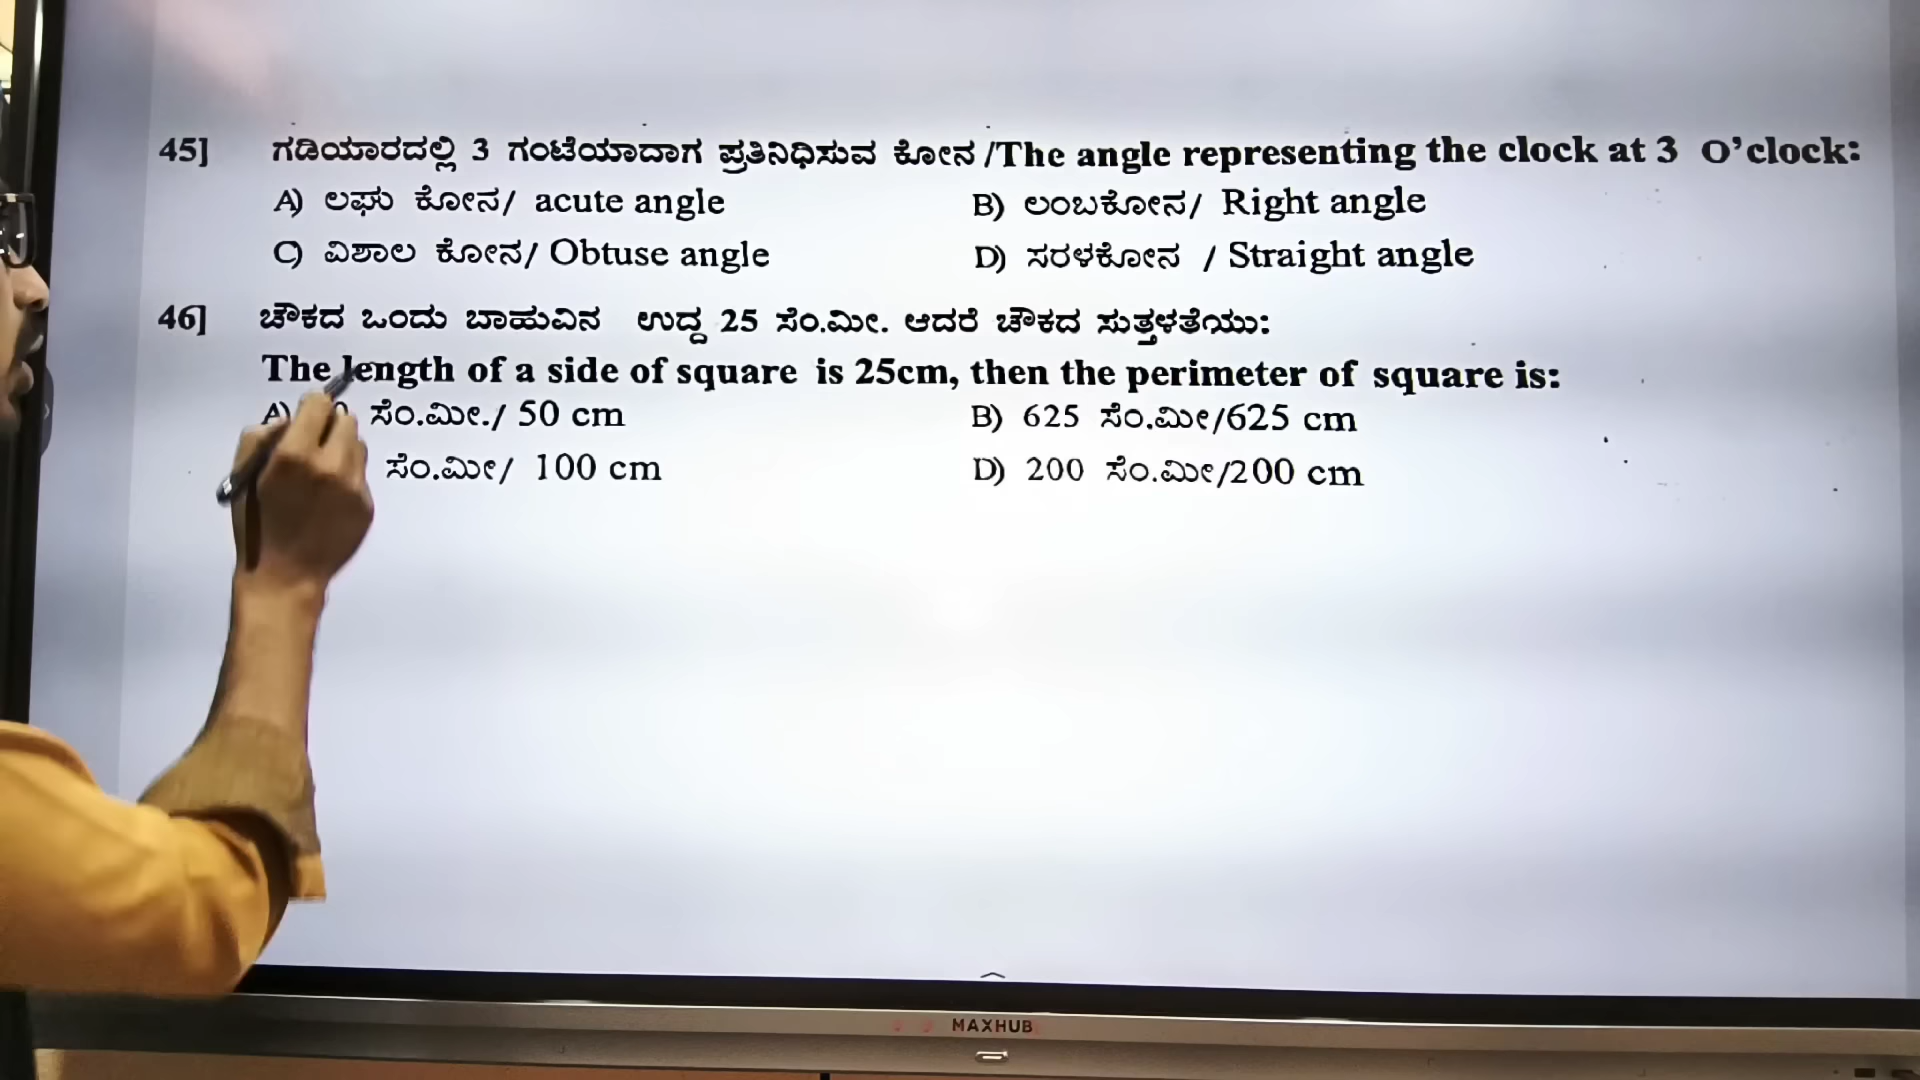 45] ಗಡಿಯಾರದಲ್ಲಿ 3 ಗಂಟೆಯಾದಾಗ ಪ್ರತಿನಿಧಿಸುವ ಕೋನ /The angle representing the clock at 3 O'clock:
A) ಲಘು ಕೋನ/ acute angle B) ಲಂಬಕೋನ/ Right angle
C) ವಿಶಾಲ ಕೋನ/ Obtuse angle D) ಸರಳಕೋನ / Straight angle
46] ಚೌಕದ ಒಂದು ಬಾಹುವಿನ ಉದ್ದ 25 ಸೆಂ.ಮೀ. ಆದರೆ ಚೌಕದ ಸುತ್ತಳತೆಯು:
The length of a side of square is 25cm, then the perimeter of square is:
A) ಸೆಂ.ಮೀ./ 50 cm B) 625 ಸೆಂ.ಮೀ/625 cm
ಸೆಂ.ಮೀ/ 100 cm D) 200 ಸೆಂ.ಮೀ/200 cm
MAXHUB